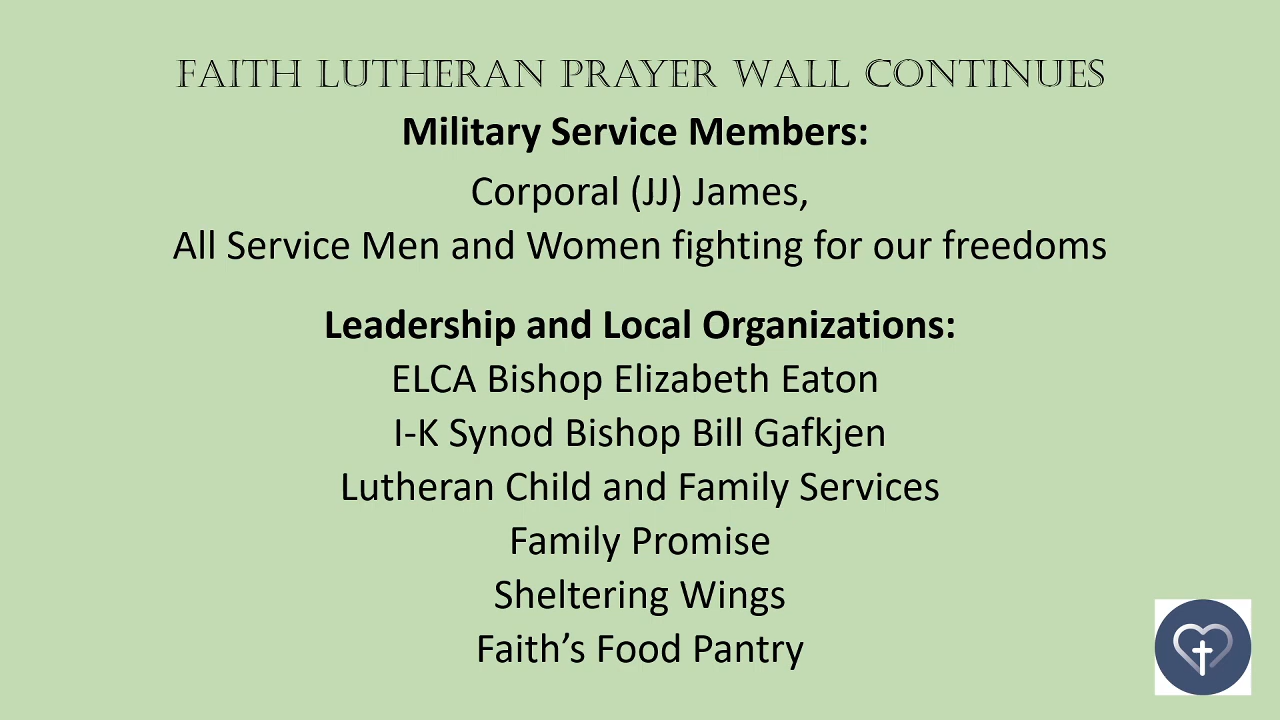 FAITH LUTHERAN PRAYER WALL CONTINUES
Military Service Members:
Corporal (JJ) James,
All Service Men and Women fighting for our freedoms
Leadership and Local Organizations:
ELCA Bishop Elizabeth Eaton
I-K Synod Bishop Bill Gafkjen
Lutheran Child and Family Services
Family Promise
Sheltering Wings
Faith’s Food Pantry